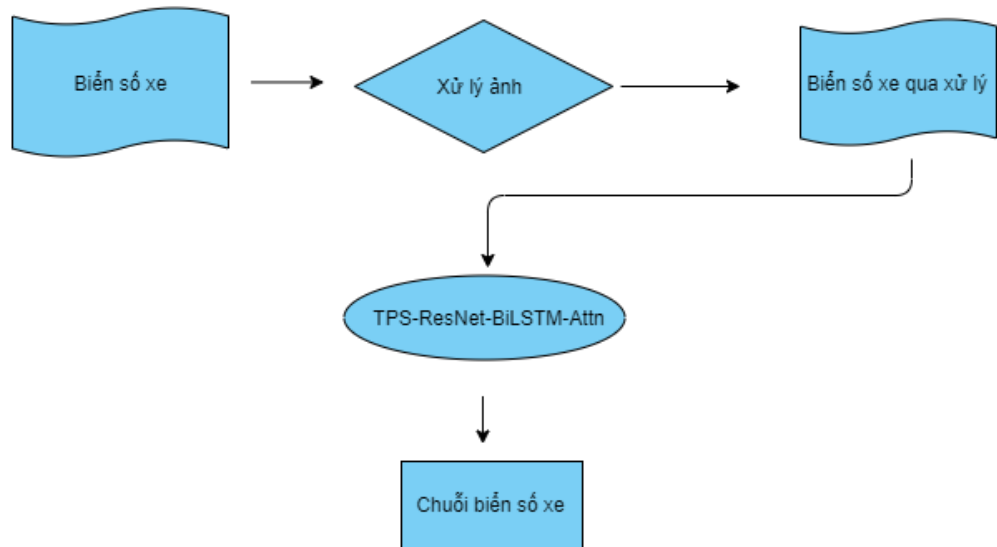 Biển số xe
Xử lý ảnh
Biển số xe qua xử lý
TPS-ResNet-BiLSTM-Attn
Chuỗi biển số xe